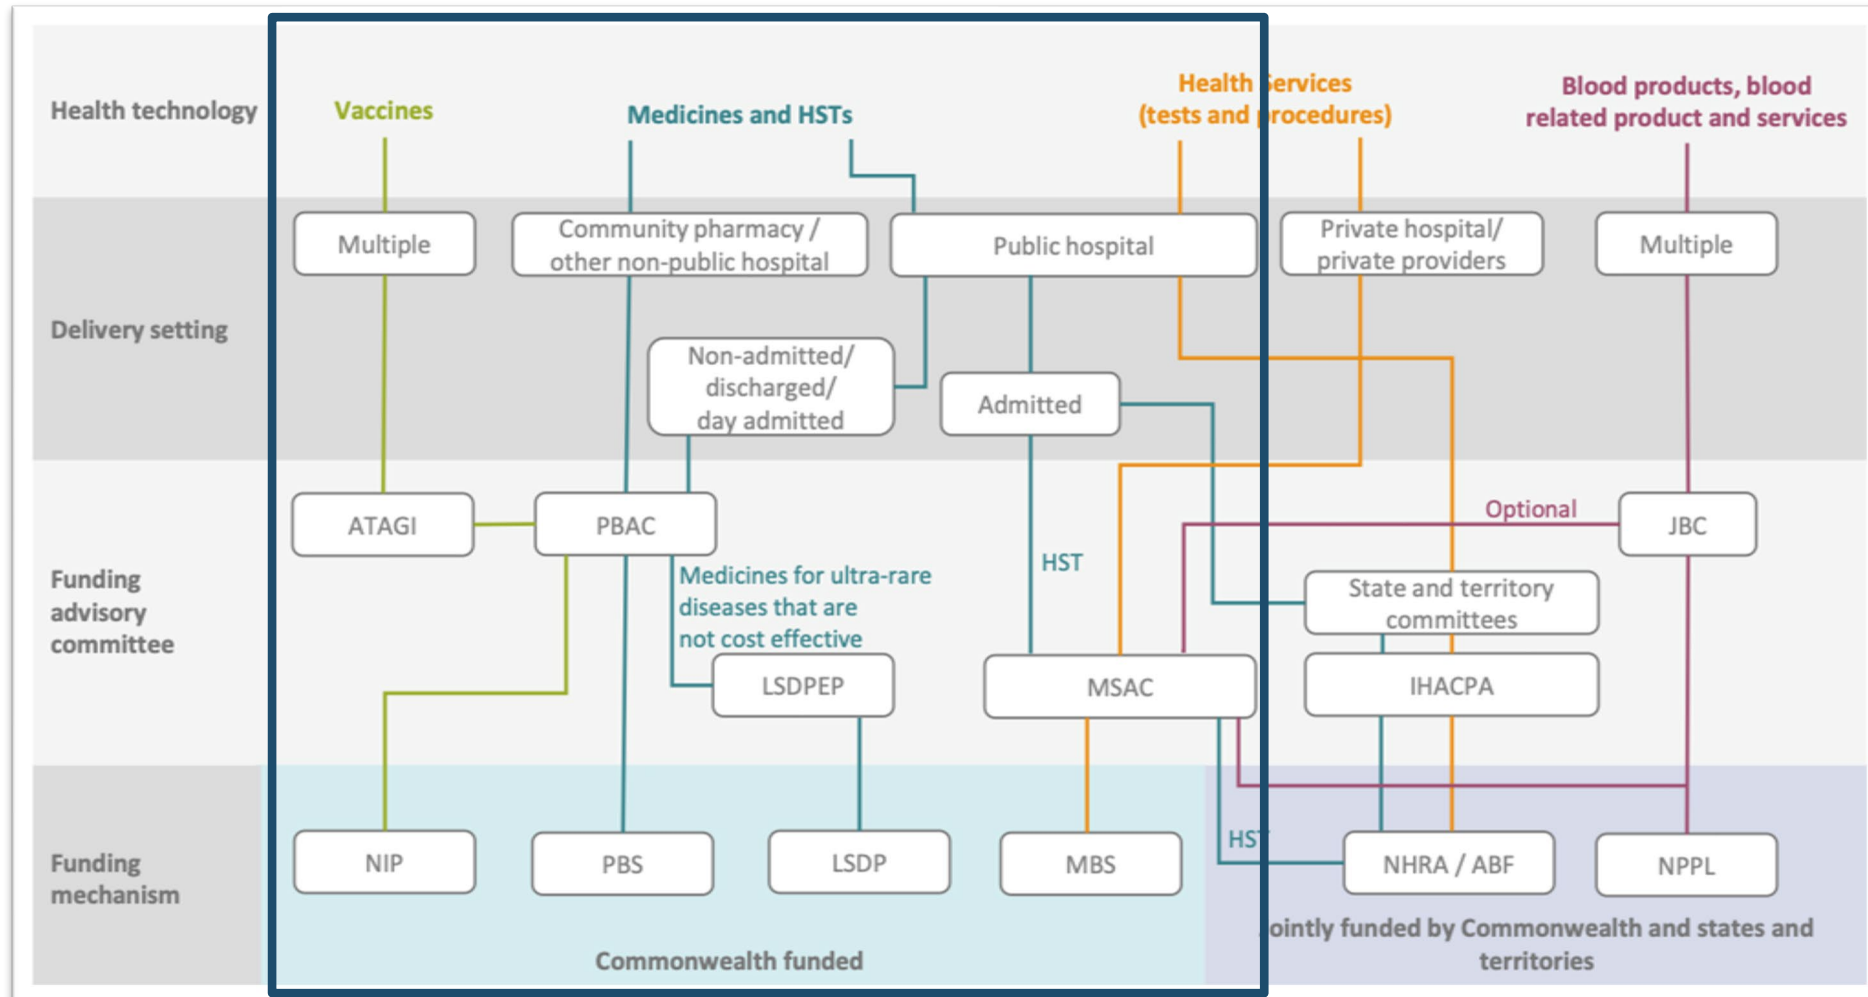 Health technology
Vaccines
Medicines and HSTs
Health Services
(tests and procedures)
Blood products, blood
related product and services
Delivery setting
Multiple
Community pharmacy /
other non-public hospital
Public hospital
Private hospital/
private providers
Multiple
Non-admitted/
discharged/
day admitted
Admitted
Funding
advisory
committee
ATAGI
PBAC
Optional
JBC
HST
Medicines for ultra-rare
diseases that are
not cost effective
State and territory
committees
LSDPEP
MSAC
IHACPA
Funding
mechanism
NIP
PBS
LSDP
MBS
HST
NHRA / ABF
NPPL
Commonwealth funded
ointly funded by Commonwealth and states and
territories